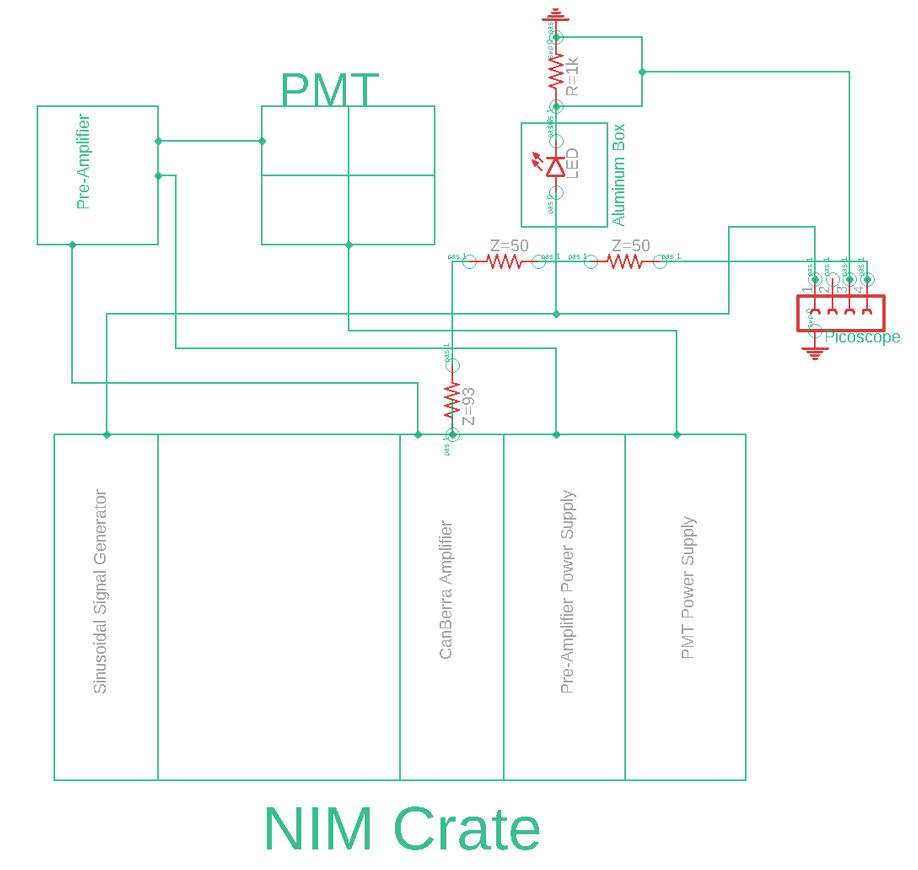 PMT
Pre-Amplifier
R=1k
LED
Aluminum Box
Z=50
Z=50
pas 1
pas 1
pas 1
pas 1
1
2
3
4
Picoscope
Z=93
Sinusoidal Signal Generator
CanBerra Amplifier
Pre-Amplifier Power Supply
PMT Power Supply
NIM Crate